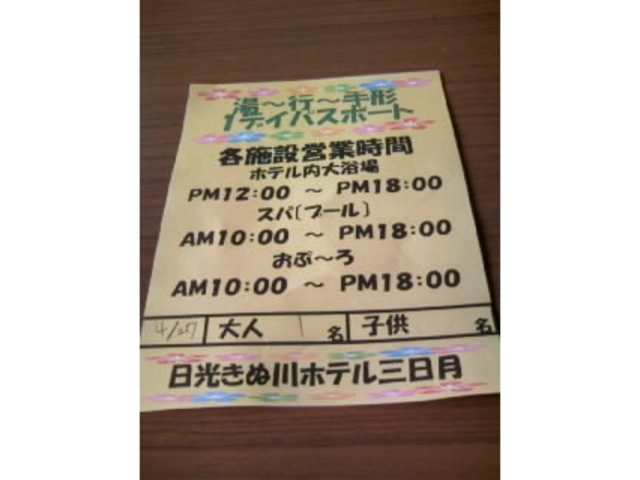 湯~行~手形
1デイパスポート
各施設営業時間
ホテル内大浴場
PM12:00 ~ PM18:00
スパ[プール]
AM10:00 ~ PM18:00
おぷ~ろ
AM10:00 ~ PM18:00
4/27 大人 1 名 子供 名
日光きぬ川ホテル三日月